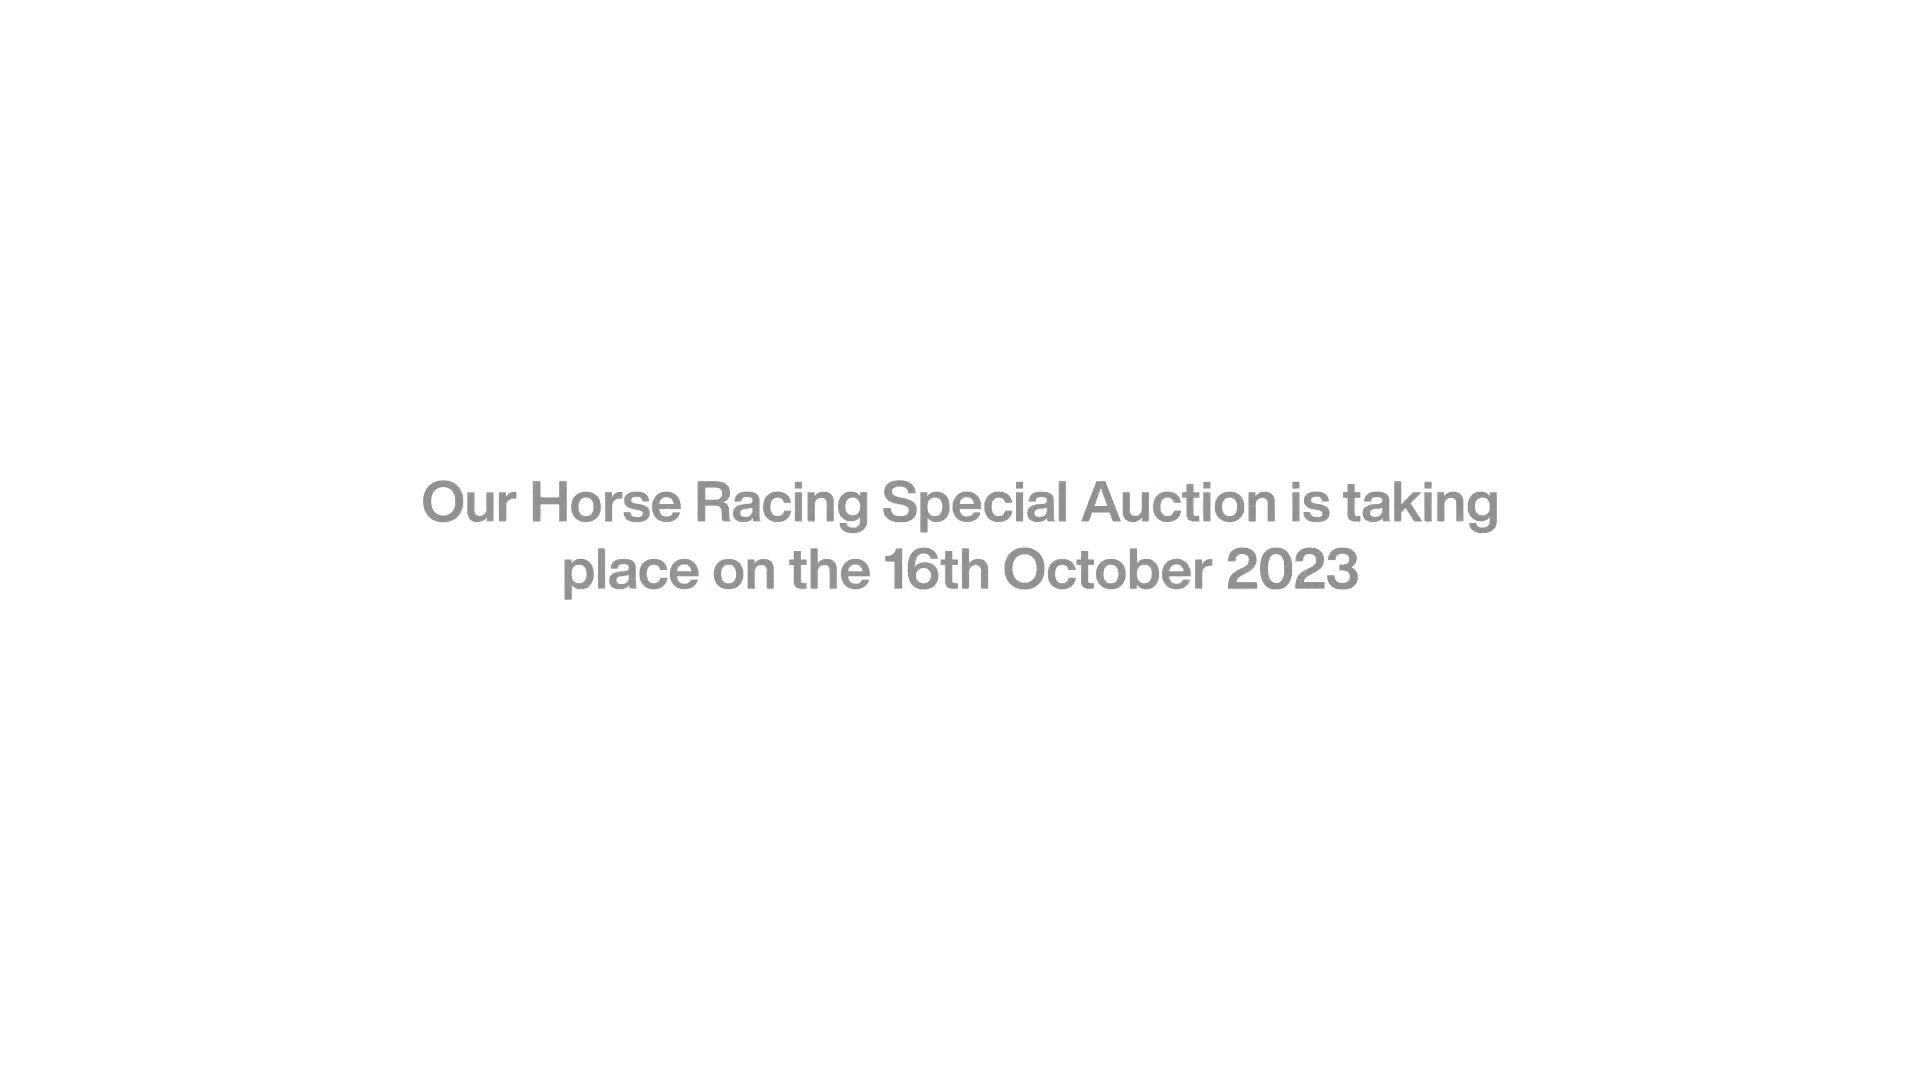 Our Horse Racing Special Auction is taking
place on the 16th October 2023